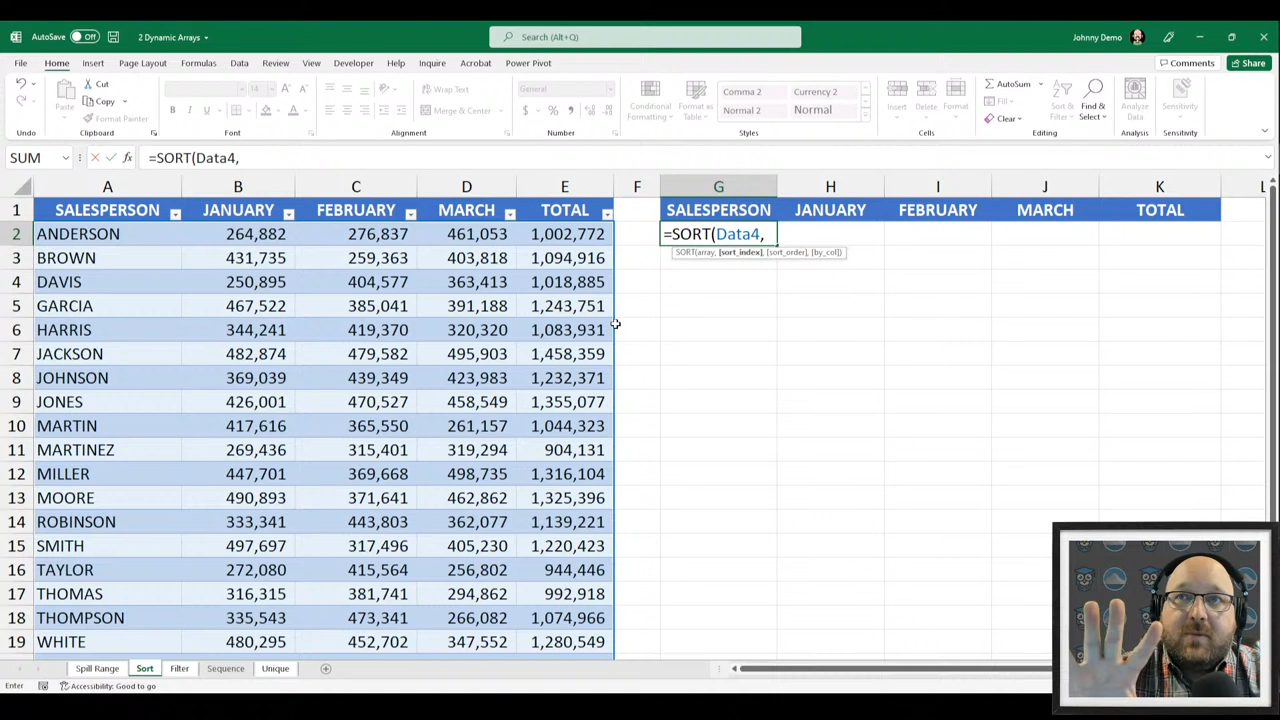 AutoSave Off 2 Dynamic Arrays Search (Alt+Q) Johnny Demo
File Home Insert Draw Page Layout Formulas Data Review View Developer Help Inquire Acrobat Power Pivot Comments Share
Cut
Copy
Format Painter
Paste
14
Wrap Text
Merge & Center
General
Conditional Formatting
Format as Table
Comma 2 Currency 2
Normal 2 Normal
Insert Delete Format
AutoSum
Fill
Clear
Sort & Filter
Find & Select
Analyze Data
Sensitivity
Undo Clipboard Font Alignment Number Styles Cells Editing Analysis Sensitivity
SUM =SORT(Data4,
A B C D E F G H I J K L
1 SALESPERSON JANUARY FEBRUARY MARCH TOTAL SALESPERSON JANUARY FEBRUARY MARCH TOTAL
2 ANDERSON 264,882 276,837 461,053 1,002,772 =SORT(Data4,
SORT(array, [sort_index], [sort_order], [by_col])
3 BROWN 431,735 259,363 403,818 1,094,916
4 DAVIS 250,895 404,577 363,413 1,018,885
5 GARCIA 467,522 385,041 391,188 1,243,751
6 HARRIS 344,241 419,370 320,320 1,083,931
7 JACKSON 482,874 479,582 495,903 1,458,359
8 JOHNSON 369,039 439,349 423,983 1,232,371
9 JONES 426,001 470,527 458,549 1,355,077
10 MARTIN 417,616 365,550 261,157 1,044,323
11 MARTINEZ 269,436 315,401 319,294 904,131
12 MILLER 447,701 369,668 498,735 1,316,104
13 MOORE 490,893 371,641 462,862 1,325,396
14 ROBINSON 333,341 443,803 362,077 1,139,221
15 SMITH 497,697 317,496 405,230 1,220,423
16 TAYLOR 272,080 415,564 256,802 944,446
17 THOMAS 316,315 381,741 294,862 992,918
18 THOMPSON 335,543 473,341 266,082 1,074,966
19 WHITE 480,295 452,702 347,552 1,280,549
Spill Range Sort Filter Sequence Unique
Enter Accessibility: Good to go